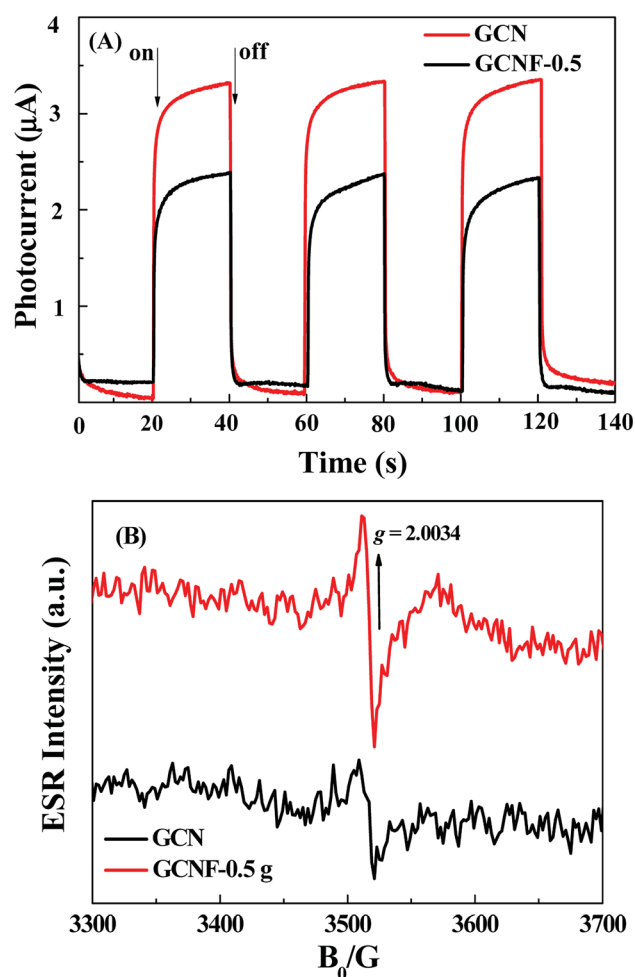 (A)
on
off
GCN
GCNF-0.5
Photocurrent (μA)
4
3
2
1
0 20 40 60 80 100 120 140
Time (s)
(B)
g = 2.0034
ESR Intensity (a.u.)
GCN
GCNF-0.5 g
3300 3400 3500 3600 3700
B₀/G